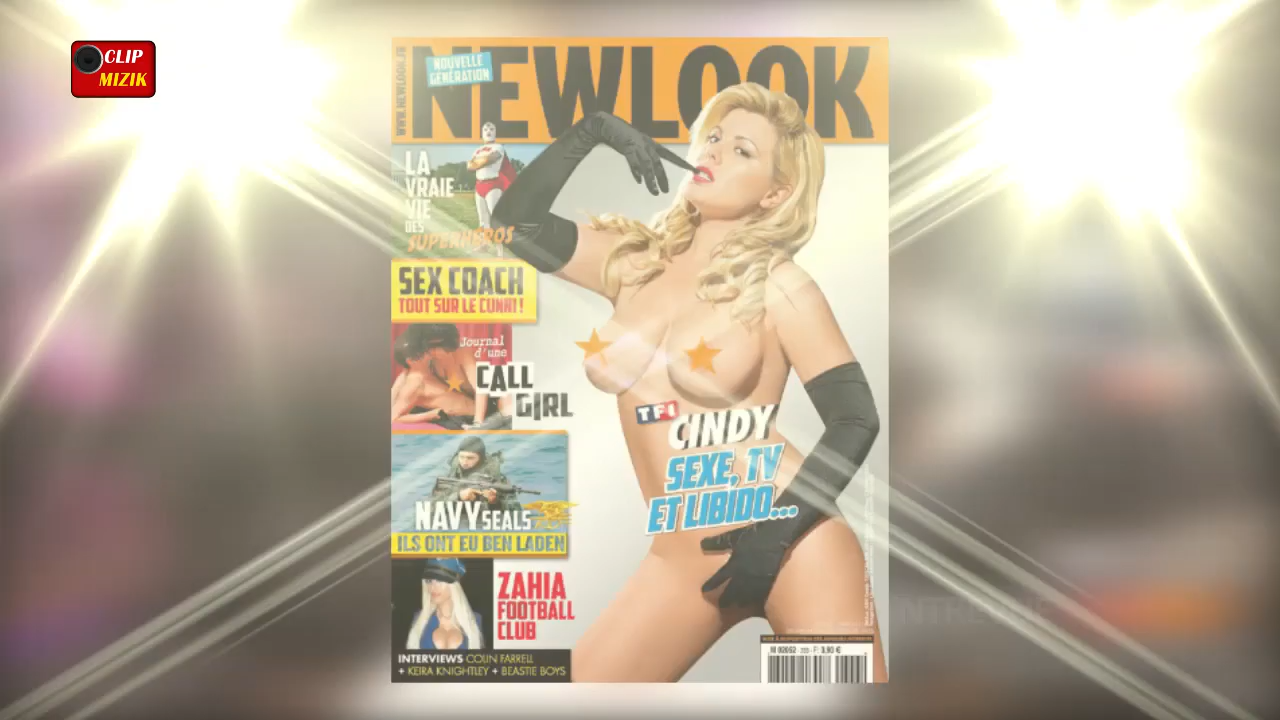 CLIP
MIZIK
NEWLOOK
NOUVELLE
GÉNÉRATION
WWW.NEWLOOK.FR
LA
VRAIE
VIE
DES
SUPERHÉROS
SEX COACH
TOUT SUR LE CUNNI!
Journal
d'une
CALL
GIRL
TF1
CINDY
SEXE, TV
ET LIBIDO...
NAVY SEALS
ILS ONT EU BEN LADEN
ZAHIA
FOOTBALL
CLUB
INTERVIEWS COLIN FARRELL
+ KEIRA KNIGHTLEY + BEASTIE BOYS
3,90 €